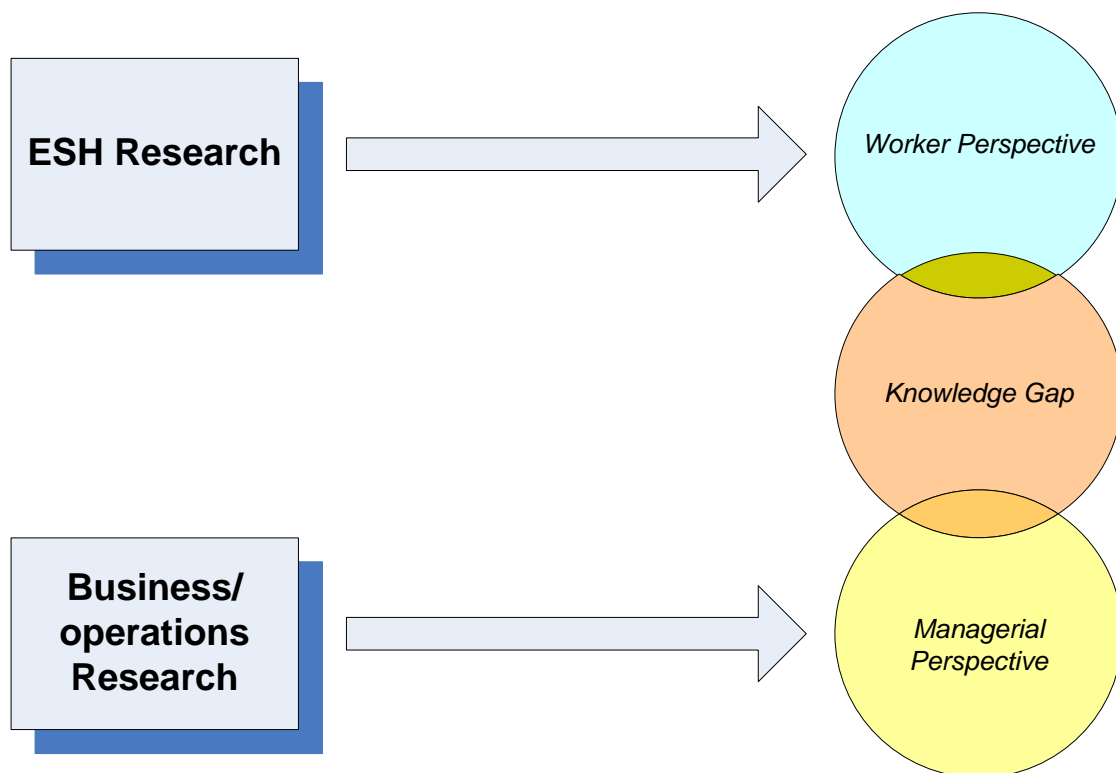 ESH Research
Worker Perspective
Knowledge Gap
Business/
operations
Research
Managerial
Perspective